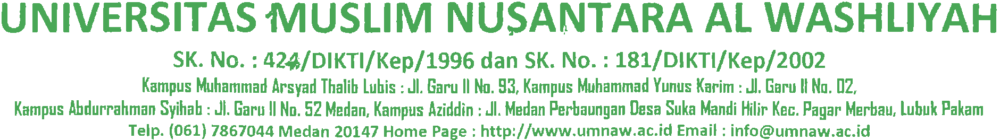 UNIVERSITAS MUSLIM NUSANTARA AL WASHLIYAH
SK. No. : 424/DIKTI/Kep/1996 dan SK. No. : 181/DIKTI/Kep/2002
Kampus Muhammad Arsyad Thalib Lubis : Jl. Garu II No. 93, Kampus Muhammad Yunus Karim : Jl. Garu II No. 02,
Kampus Abdurrahman Syihab : Jl. Garu II No. 52 Medan, Kampus Aziddin : Jl. Medan Perbaungan Desa Suka Mandi Hilir Kec. Pagar Merbau, Lubuk Pakam
Telp. (061) 7867044 Medan 20147 Home Page : http://www.umnaw.ac.id Email : info@umnaw.ac.id